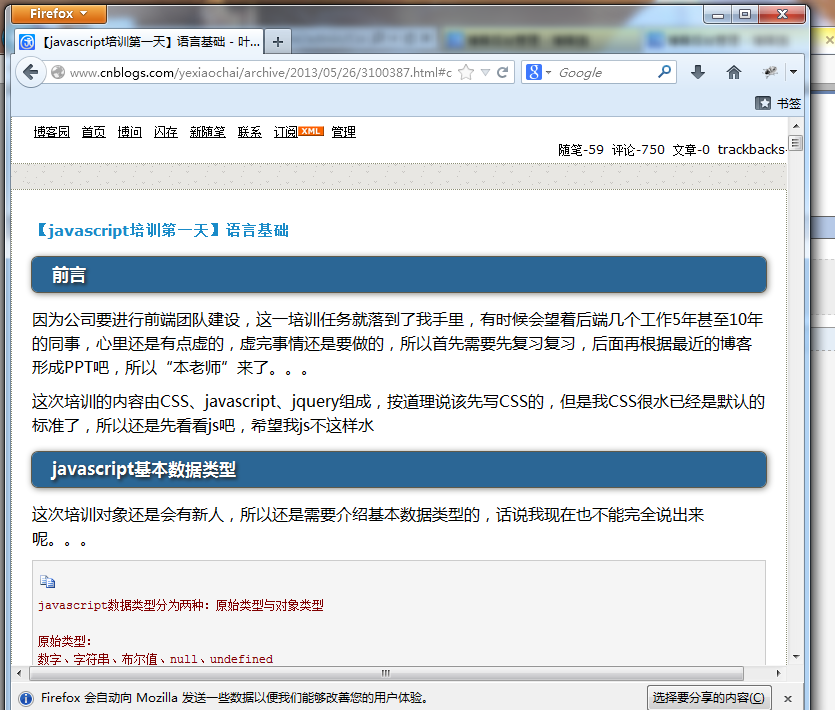 Firefox
【javascript培训第一天】语言基础 - 叶...
www.cnblogs.com/yexiaochai/archive/2013/05/26/3100387.html#c
Google
书签
博客园 首页 博问 闪存 新随笔 联系 订阅 XML 管理
随笔-59 评论-750 文章-0 trackbacks-
【javascript培训第一天】语言基础
前言
因为公司要进行前端团队建设，这一培训任务就落到了我手里，有时候会望着后端几个工作5年甚至10年
的同事，心里还是有点虚的，虚完事情还是要做的，所以首先需要先复习复习，后面再根据最近的博客
形成PPT吧，所以“本老师”来了。。。
这次培训的内容由CSS、javascript、jquery组成，按道理说该先写CSS的，但是我CSS很水已经是默认的
标准了，所以还是先看看js吧，希望我js不这样水
javascript基本数据类型
这次培训对象还是会有新人，所以还是需要介绍基本数据类型的，话说我现在也不能完全说出来
呢。。。
javascript数据类型分为两种：原始类型与对象类型
原始类型：
数字、字符串、布尔值、null、undefined
Firefox 会自动向 Mozilla 发送一些数据以便我们能够改善您的用户体验。
选择要分享的内容(C)